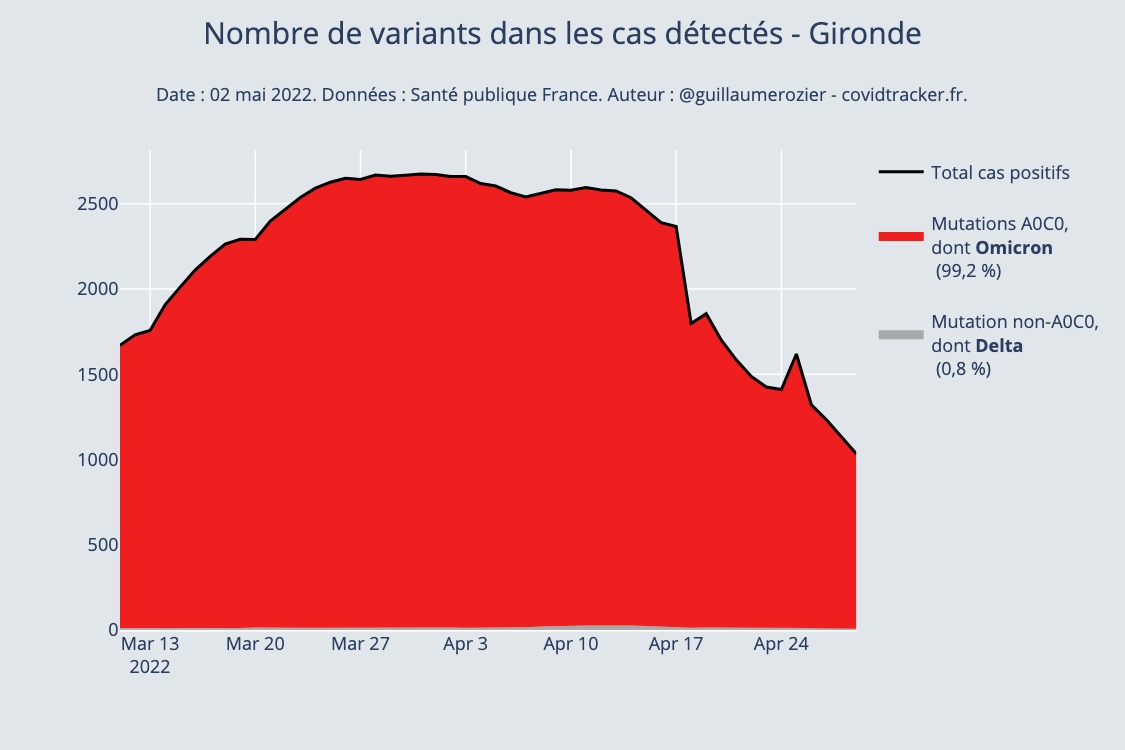 Nombre de variants dans les cas détectés - Gironde
Date : 02 mai 2022. Données : Santé publique France. Auteur : @guillaumerozier - covidtracker.fr.
Total cas positifs
Mutations A0C0,
dont Omicron
(99,2 %)
Mutation non-A0C0,
dont Delta
(0,8 %)
2500
2000
1500
1000
500
0
Mar 13 Mar 20 Mar 27 Apr 3 Apr 10 Apr 17 Apr 24
2022